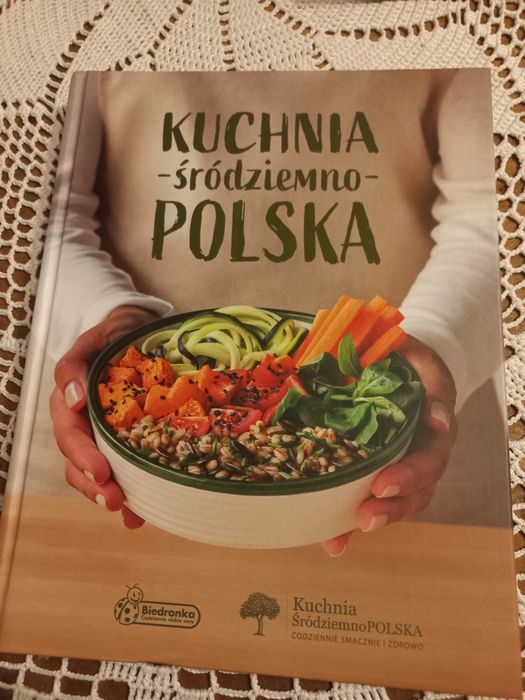 KUCHNIA
-śródziemno-
POLSKA
Biedronka
Codziennie niskie ceny
Kuchnia
ŚródziemnoPOLSKA
CODZIENNIE SMACZNIE I ZDROWO